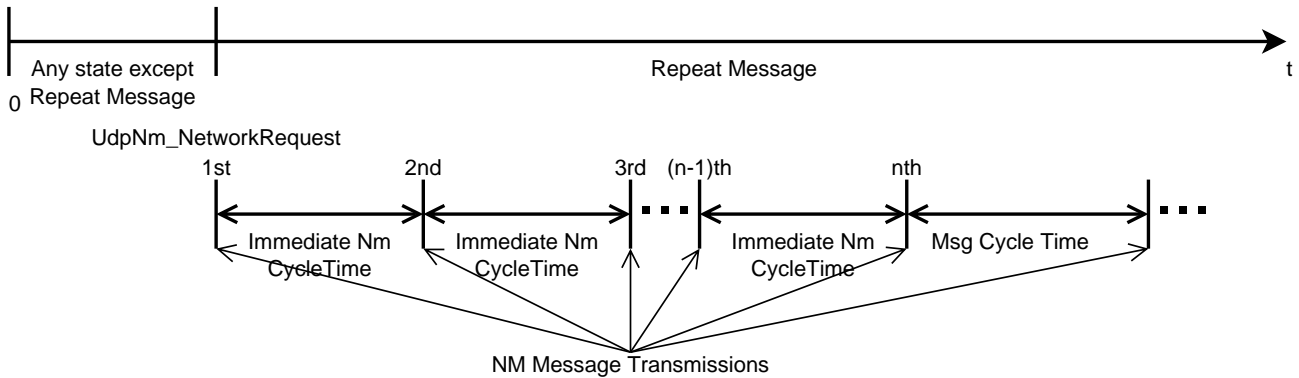 Any state except
Repeat Message
Repeat Message
t
0
UdpNm_NetworkRequest
1st
2nd
3rd
(n-1)th
nth
Immediate Nm
CycleTime
Immediate Nm
CycleTime
Immediate Nm
CycleTime
Msg Cycle Time
NM Message Transmissions